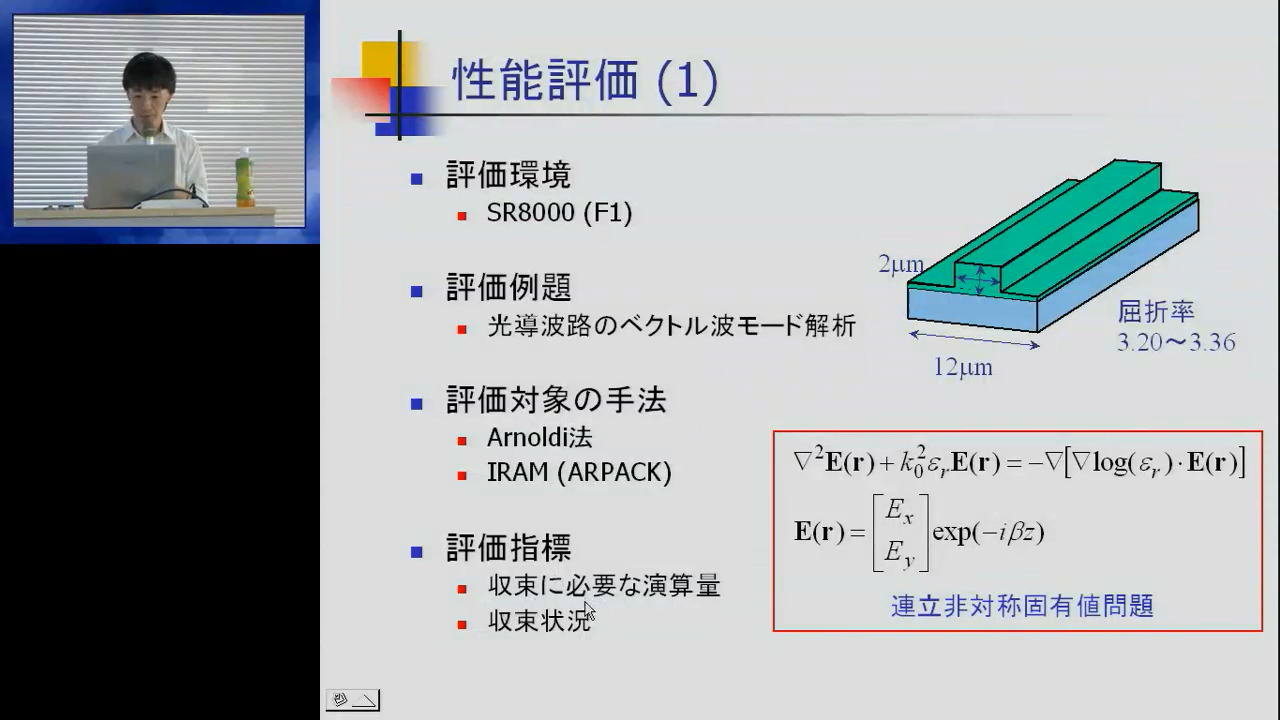 性能評価 (1)
評価環境
SR8000 (F1)
評価例題
光導波路のベクトル波モード解析
評価対象の手法
Arnoldi法
IRAM (ARPACK)
評価指標
収束に必要な演算量
収束状況
2μm
12μm
屈折率
3.20～3.36
∇²E(r) + k₀²εᵣE(r) = −∇[∇log(εᵣ)·E(r)]
E(r) = [Eₓ E_y] exp(−iβz)
連立非対称固有値問題